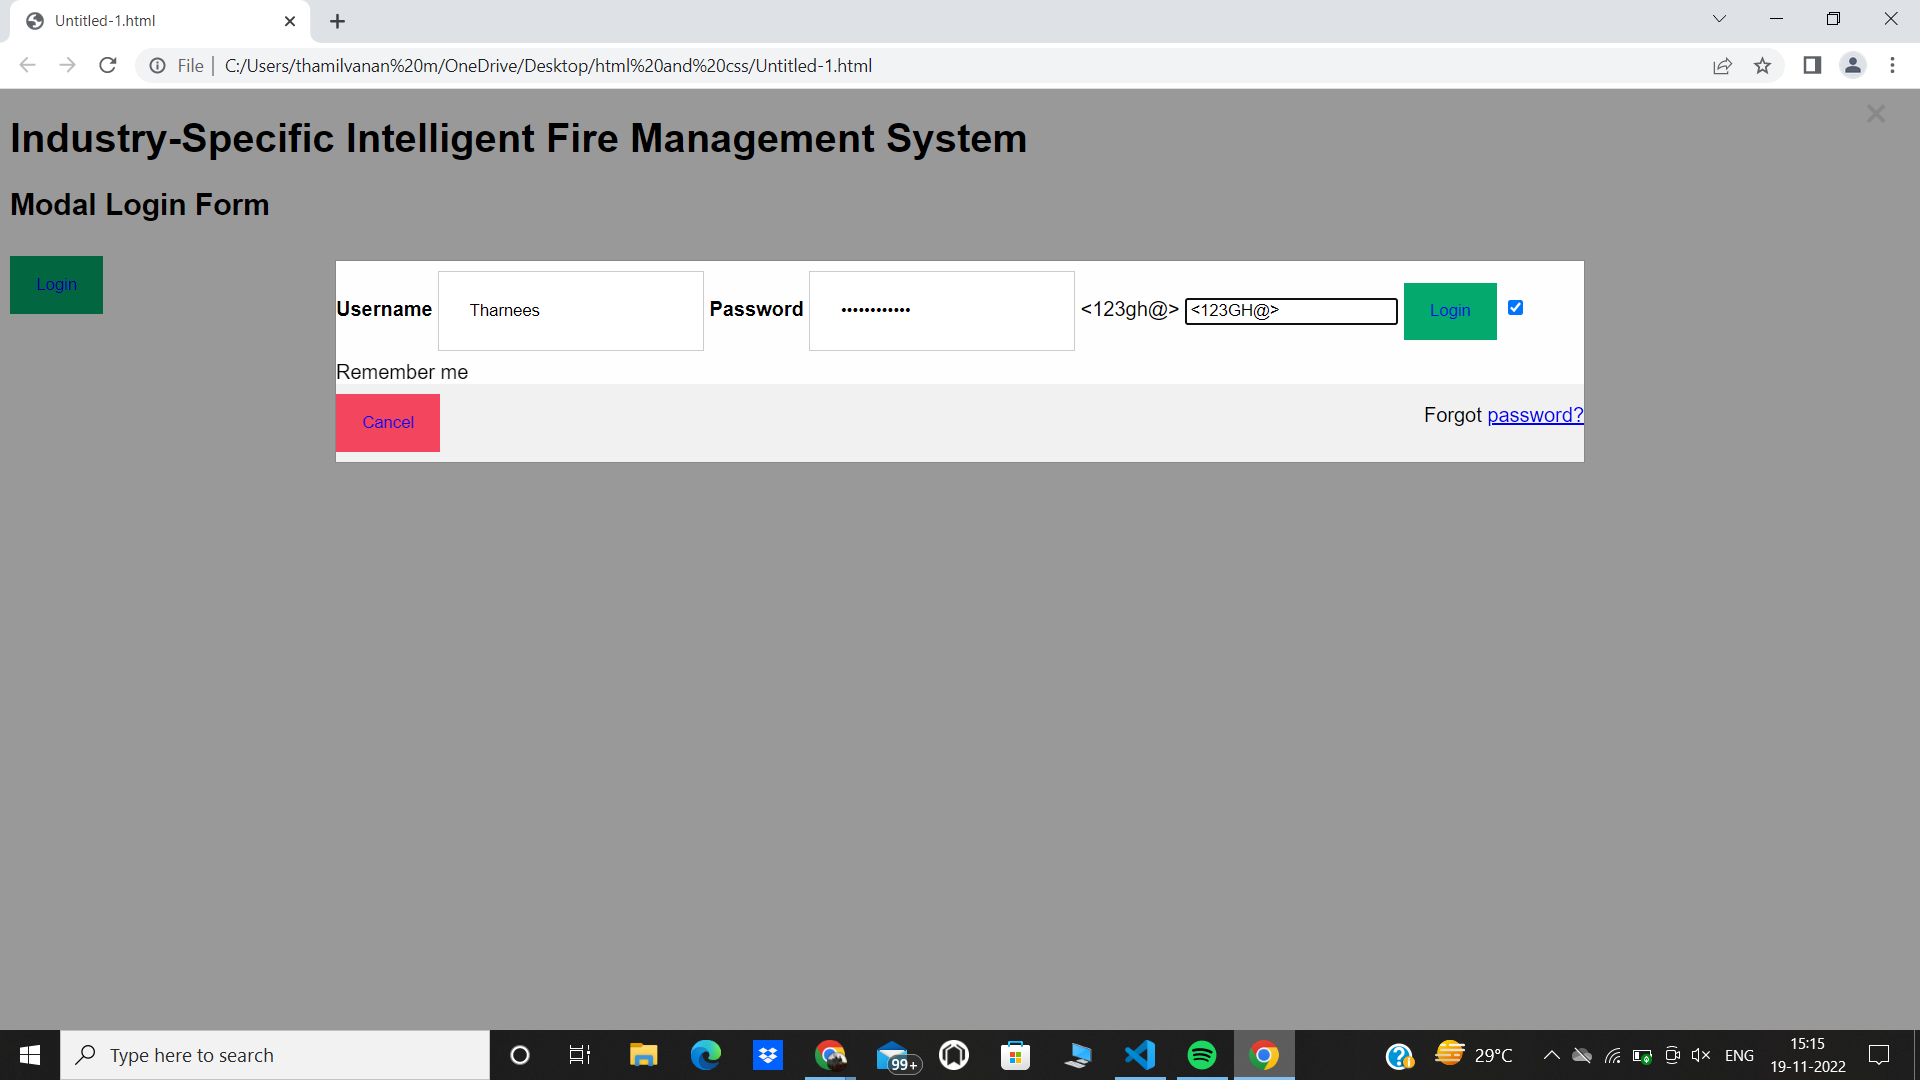 Untitled-1.html
File
C:/Users/thamilvanan%20m/OneDrive/Desktop/html%20and%20css/Untitled-1.html
Industry-Specific Intelligent Fire Management System
Modal Login Form
Login
Username Tharnees Password •••••••••••• <123gh@> <123GH@> Login
Remember me
Cancel
Forgot password?
Type here to search
99+
29°C
ENG
15:15
19-11-2022